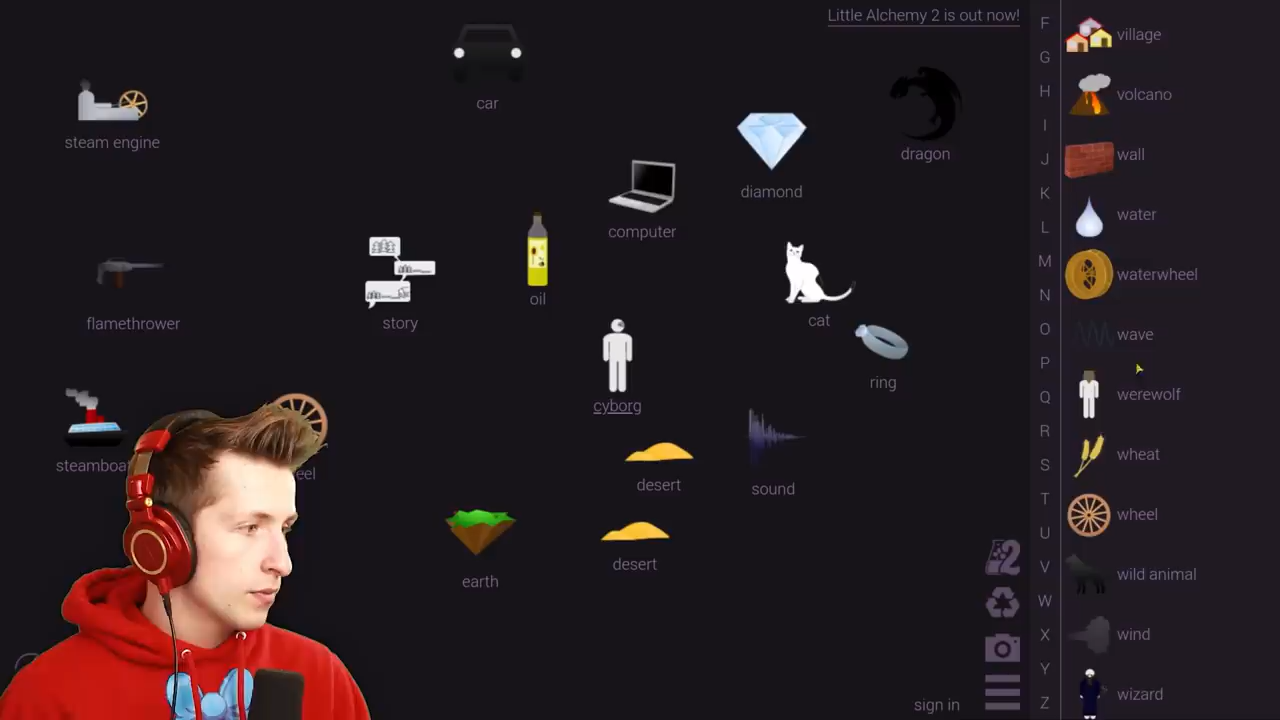 Little Alchemy 2 is out now!
car
steam engine
dragon
diamond
computer
oil
story
flamethrower
cat
ring
cyborg
desert
sound
earth
desert
sign in
F
G
H
I
J
K
L
M
N
O
P
Q
R
S
T
U
V
W
X
Y
Z
village
volcano
wall
water
waterwheel
wave
werewolf
wheat
wheel
wild animal
wind
wizard